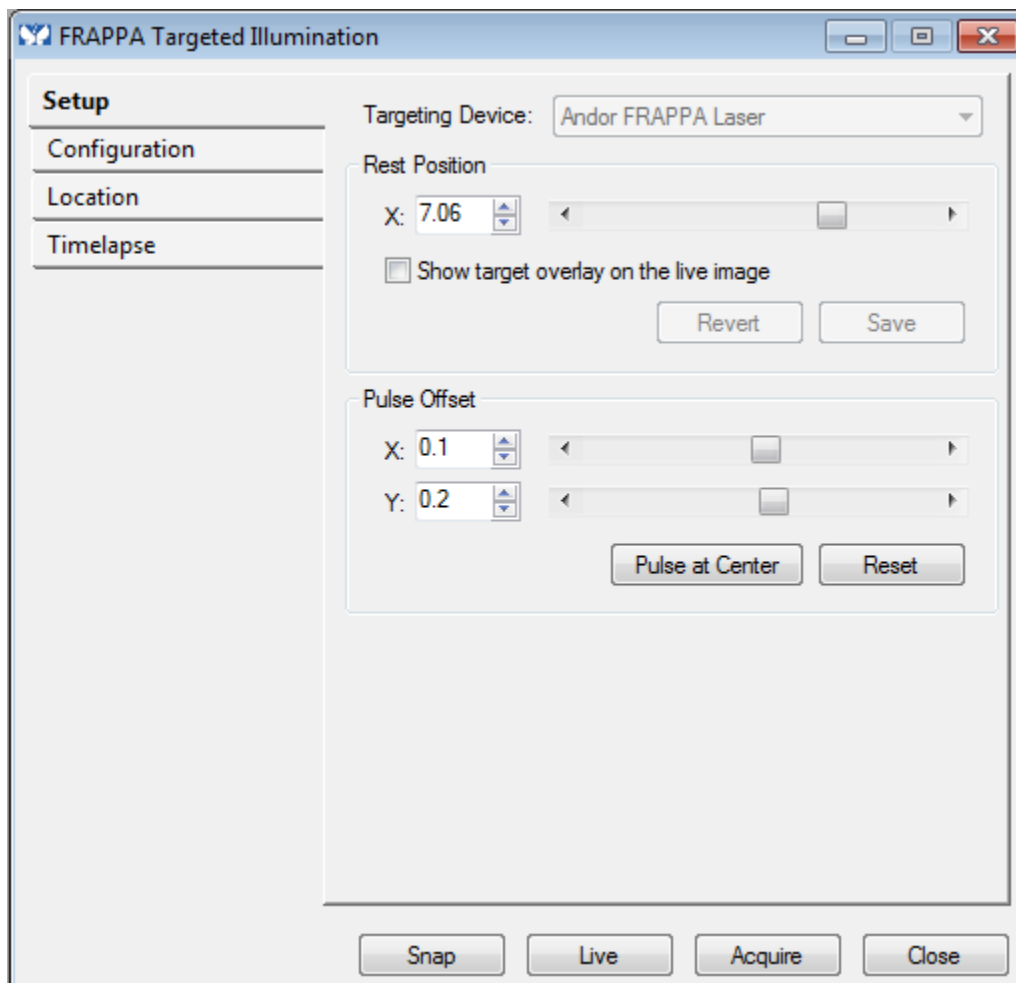 FRAPPA Targeted Illumination
Setup
Configuration
Location
Timelapse
Targeting Device: Andor FRAPPA Laser
Rest Position
X: 7.06
Show target overlay on the live image
Revert Save
Pulse Offset
X: 0.1
Y: 0.2
Pulse at Center Reset
Snap Live Acquire Close